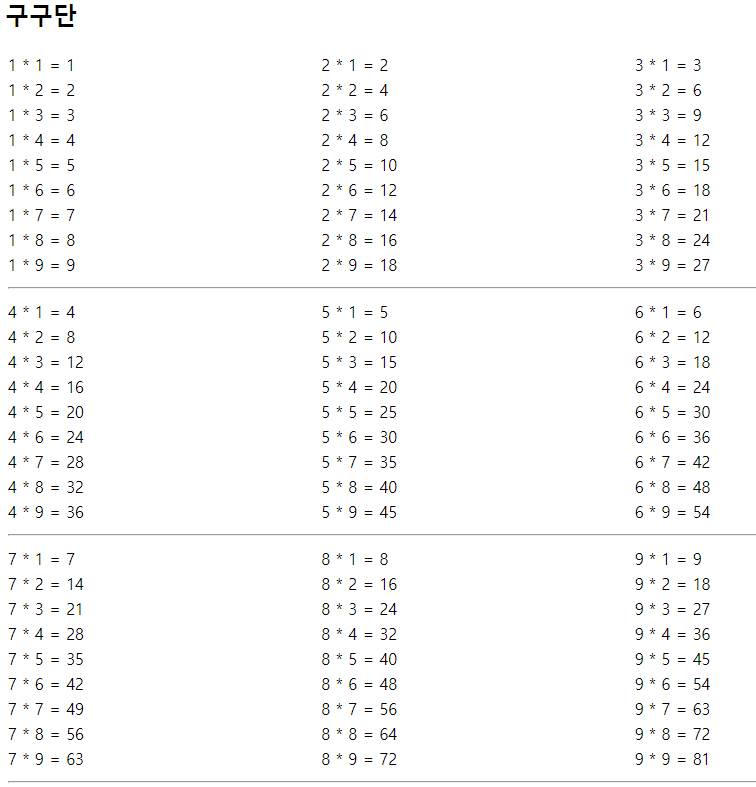 구구단
1 * 1 = 1 2 * 1 = 2 3 * 1 = 3
1 * 2 = 2 2 * 2 = 4 3 * 2 = 6
1 * 3 = 3 2 * 3 = 6 3 * 3 = 9
1 * 4 = 4 2 * 4 = 8 3 * 4 = 12
1 * 5 = 5 2 * 5 = 10 3 * 5 = 15
1 * 6 = 6 2 * 6 = 12 3 * 6 = 18
1 * 7 = 7 2 * 7 = 14 3 * 7 = 21
1 * 8 = 8 2 * 8 = 16 3 * 8 = 24
1 * 9 = 9 2 * 9 = 18 3 * 9 = 27
4 * 1 = 4 5 * 1 = 5 6 * 1 = 6
4 * 2 = 8 5 * 2 = 10 6 * 2 = 12
4 * 3 = 12 5 * 3 = 15 6 * 3 = 18
4 * 4 = 16 5 * 4 = 20 6 * 4 = 24
4 * 5 = 20 5 * 5 = 25 6 * 5 = 30
4 * 6 = 24 5 * 6 = 30 6 * 6 = 36
4 * 7 = 28 5 * 7 = 35 6 * 7 = 42
4 * 8 = 32 5 * 8 = 40 6 * 8 = 48
4 * 9 = 36 5 * 9 = 45 6 * 9 = 54
7 * 1 = 7 8 * 1 = 8 9 * 1 = 9
7 * 2 = 14 8 * 2 = 16 9 * 2 = 18
7 * 3 = 21 8 * 3 = 24 9 * 3 = 27
7 * 4 = 28 8 * 4 = 32 9 * 4 = 36
7 * 5 = 35 8 * 5 = 40 9 * 5 = 45
7 * 6 = 42 8 * 6 = 48 9 * 6 = 54
7 * 7 = 49 8 * 7 = 56 9 * 7 = 63
7 * 8 = 56 8 * 8 = 64 9 * 8 = 72
7 * 9 = 63 8 * 9 = 72 9 * 9 = 81